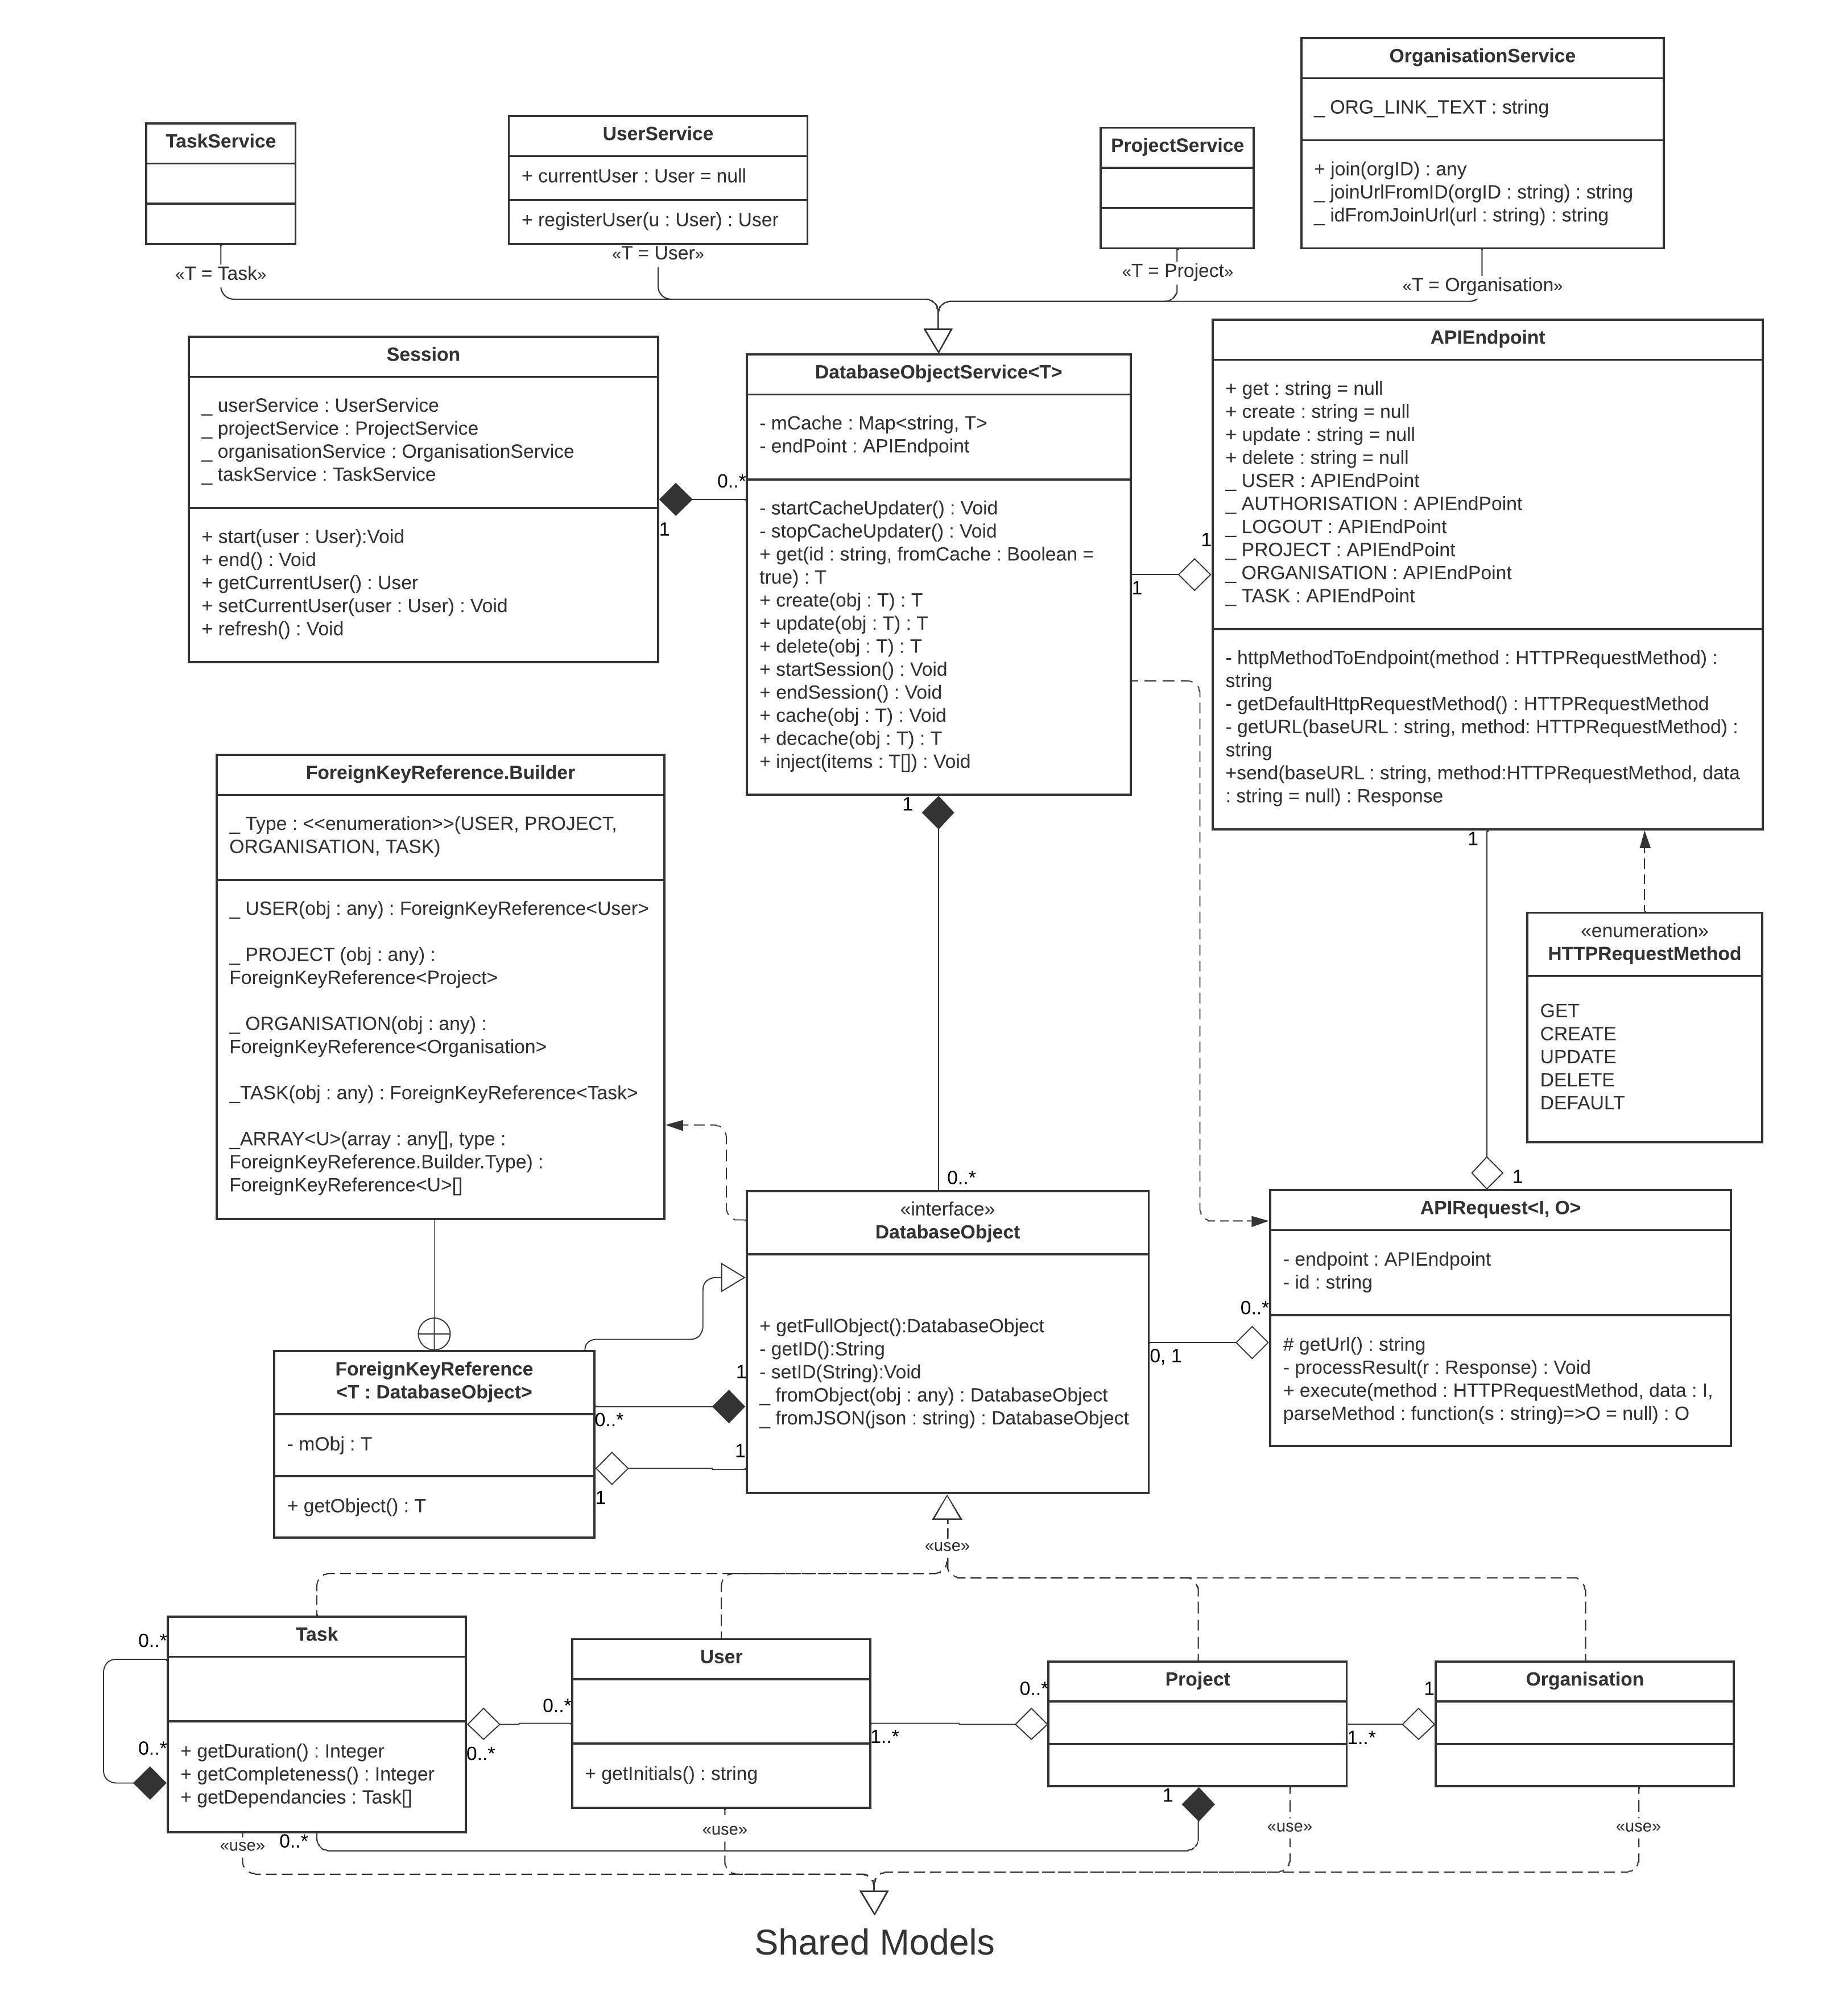 OrganisationService
_ ORG_LINK_TEXT : string
+ join(orgID) : any
_ joinUrlFromID(orgID : string) : string
_ idFromJoinUrl(url : string) : string
«T = Organisation»
TaskService
«T = Task»
UserService
+ currentUser : User = null
+ registerUser(u : User) : User
«T = User»
ProjectService
«T = Project»
Session
_ userService : UserService
_ projectService : ProjectService
_ organisationService : OrganisationService
_ taskService : TaskService
+ start(user : User):Void
+ end() : Void
+ getCurrentUser() : User
+ setCurrentUser(user : User) : Void
+ refresh() : Void
0..*
1
DatabaseObjectService<T>
- mCache : Map<string, T>
- endPoint : APIEndpoint
- startCacheUpdater() : Void
- stopCacheUpdater() : Void
+ get(id : string, fromCache : Boolean =
true) : T
+ create(obj : T) : T
+ update(obj : T) : T
+ delete(obj : T) : T
+ startSession() : Void
+ endSession() : Void
+ cache(obj : T) : Void
+ decache(obj : T) : T
+ inject(items : T[]) : Void
1
1
APIEndpoint
+ get : string = null
+ create : string = null
+ update : string = null
+ delete : string = null
_ USER : APIEndpoint
_ AUTHORISATION : APIEndPoint
_ LOGOUT : APIEndPoint
_ PROJECT : APIEndPoint
_ ORGANISATION : APIEndPoint
_ TASK : APIEndPoint
- httpMethodToEndpoint(method : HTTPRequestMethod) :
string
- getDefaultHttpRequestMethod() : HTTPRequestMethod
- getURL(baseURL : string, method: HTTPRequestMethod) :
string
+send(baseURL : string, method:HTTPRequestMethod, data
: string = null) : Response
1
1
ForeignKeyReference.Builder
_ Type : <<enumeration>>(USER, PROJECT,
ORGANISATION, TASK)
_ USER(obj : any) : ForeignKeyReference<User>
_ PROJECT (obj : any) :
ForeignKeyReference<Project>
_ ORGANISATION(obj : any) :
ForeignKeyReference<Organisation>
_TASK(obj : any) : ForeignKeyReference<Task>
_ARRAY<U>(array : any[], type :
ForeignKeyReference.Builder.Type) :
ForeignKeyReference<U>[]
«enumeration»
HTTPRequestMethod
GET
CREATE
UPDATE
DELETE
DEFAULT
0..*
1
«interface»
DatabaseObject
+ getFullObject():DatabaseObject
- getID():String
- setID(String):Void
_ fromObject(obj : any) : DatabaseObject
_ fromJSON(json : string) : DatabaseObject
APIRequest<I, O>
- endpoint : APIEndpoint
- id : string
# getUrl() : string
- processResult(r : Response) : Void
+ execute(method : HTTPRequestMethod, data : I,
parseMethod : function(s : string)=>O = null) : O
0..*
0, 1
ForeignKeyReference
<T : DatabaseObject>
- mObj : T
+ getObject() : T
1
0..*
1
1
«use»
Task
+ getDuration() : Integer
+ getCompleteness() : Integer
+ getDependancies : Task[]
0..*
0..*
0..*
0..*
User
+ getInitials() : string
1..*
0..*
Project
1..*
1
Organisation
1
0..*
«use»
«use»
«use»
«use»
Shared Models